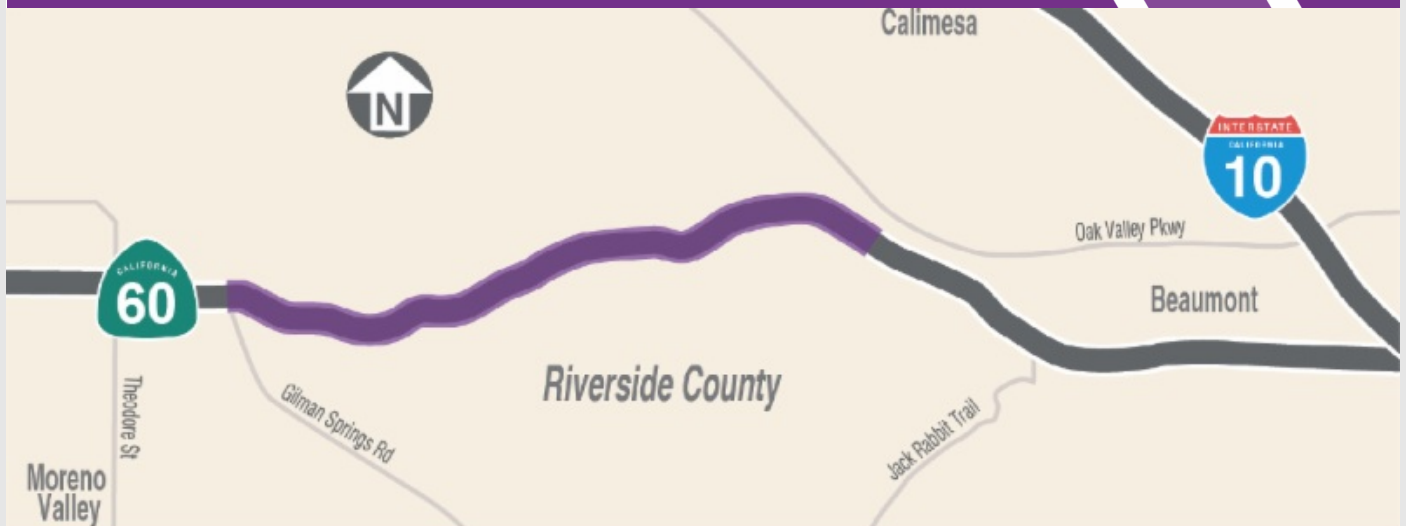 Calimesa
N
INTERSTATE
CALIFORNIA
10
Oak Valley Pkwy
CALIFORNIA
60
Beaumont
Riverside County
Theodore St
Gilman Springs Rd
Jack Rabbit Trail
Moreno
Valley